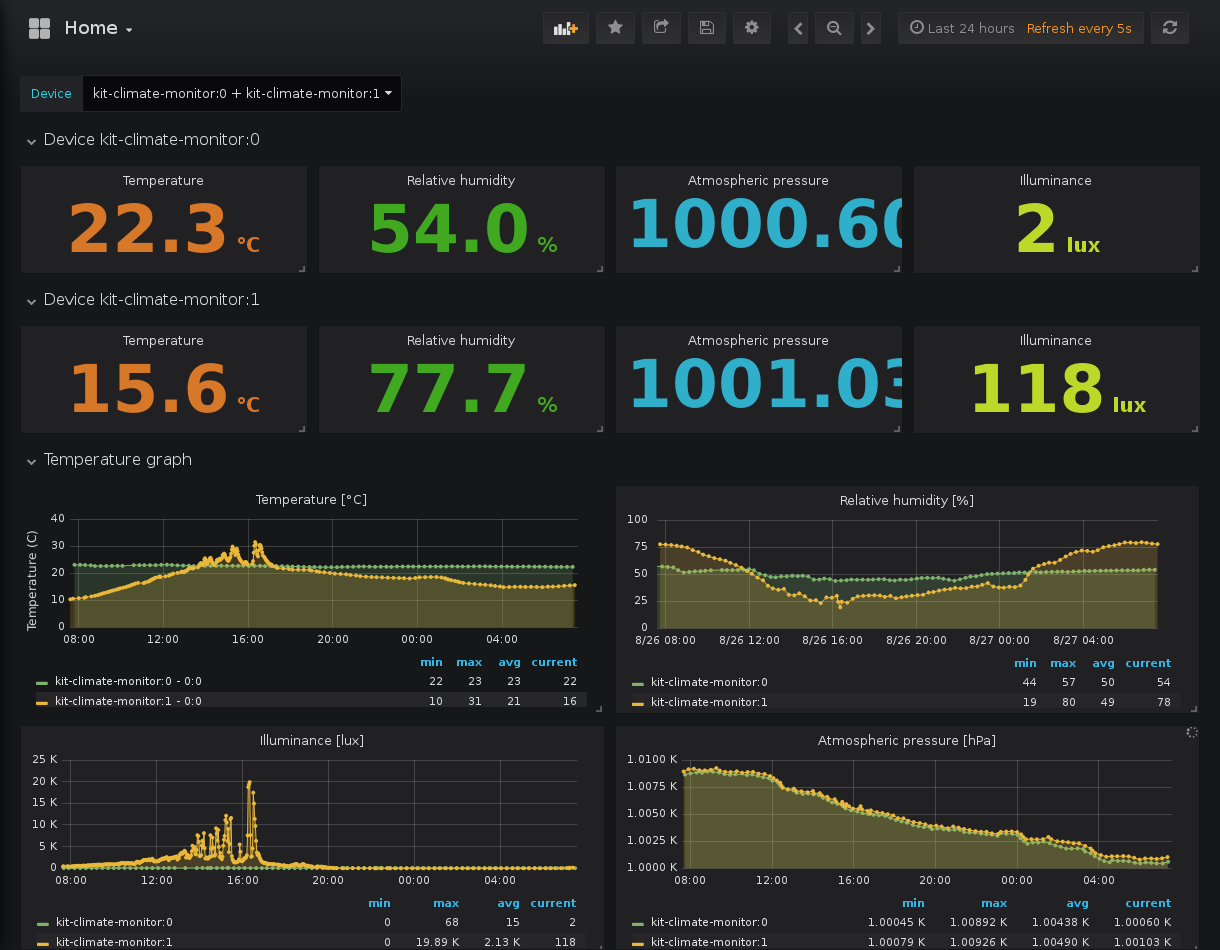 Home
Last 24 hours Refresh every 5s
Device kit-climate-monitor:0 + kit-climate-monitor:1
Device kit-climate-monitor:0
Temperature Relative humidity Atmospheric pressure Illuminance
22.3 °C 54.0 % 1000.60 2 lux
Device kit-climate-monitor:1
Temperature Relative humidity Atmospheric pressure Illuminance
15.6 °C 77.7 % 1001.03 118 lux
Temperature graph
Temperature [°C]
Temperature (C)
40
30
20
10
0
08:00 12:00 16:00 20:00 00:00 04:00
min max avg current
kit-climate-monitor:0 - 0:0 22 23 23 22
kit-climate-monitor:1 - 0:0 10 31 21 16
Relative humidity [%]
100
75
50
25
0
8/26 08:00 8/26 12:00 8/26 16:00 8/26 20:00 8/27 00:00 8/27 04:00
min max avg current
kit-climate-monitor:0 44 57 50 54
kit-climate-monitor:1 19 80 49 78
Illuminance [lux]
25 K
20 K
15 K
10 K
5 K
0
08:00 12:00 16:00 20:00 00:00 04:00
min max avg current
kit-climate-monitor:0 0 68 15 2
kit-climate-monitor:1 0 19.89 K 2.13 K 118
Atmospheric pressure [hPa]
1.0100 K
1.0075 K
1.0050 K
1.0025 K
1.0000 K
08:00 12:00 16:00 20:00 00:00 04:00
min max avg current
kit-climate-monitor:0 1.00045 K 1.00892 K 1.00438 K 1.00060 K
kit-climate-monitor:1 1.00079 K 1.00926 K 1.00490 K 1.00103 K